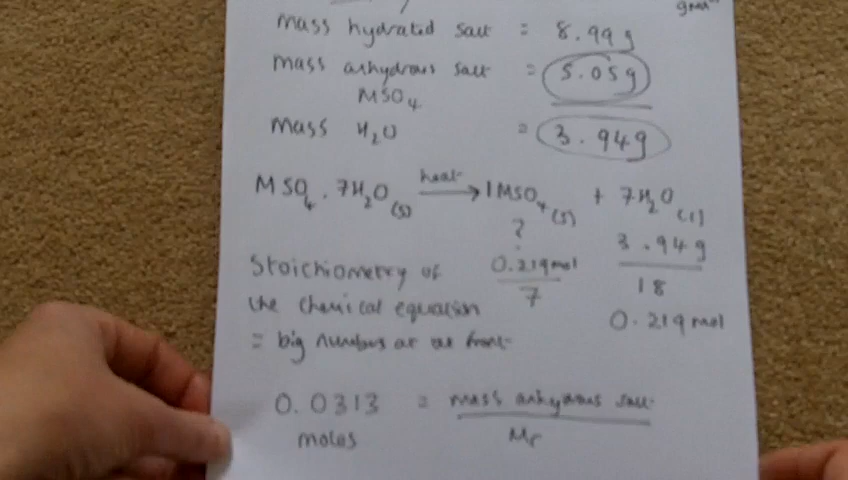 mass hydrated salt = 8.99g
mass anhydrous salt = 5.05g
MSO4
mass H2O = 3.94g
MSO4 . 7H2O(s) heat → 1MSO4(s) + 7H2O(l)
?
3.94g
18
0.219mol
0.219mol
7
Stoichiometry of
the chemical equation
= big numbers at the front
0.0313 = mass anhydrous salt
moles Mr